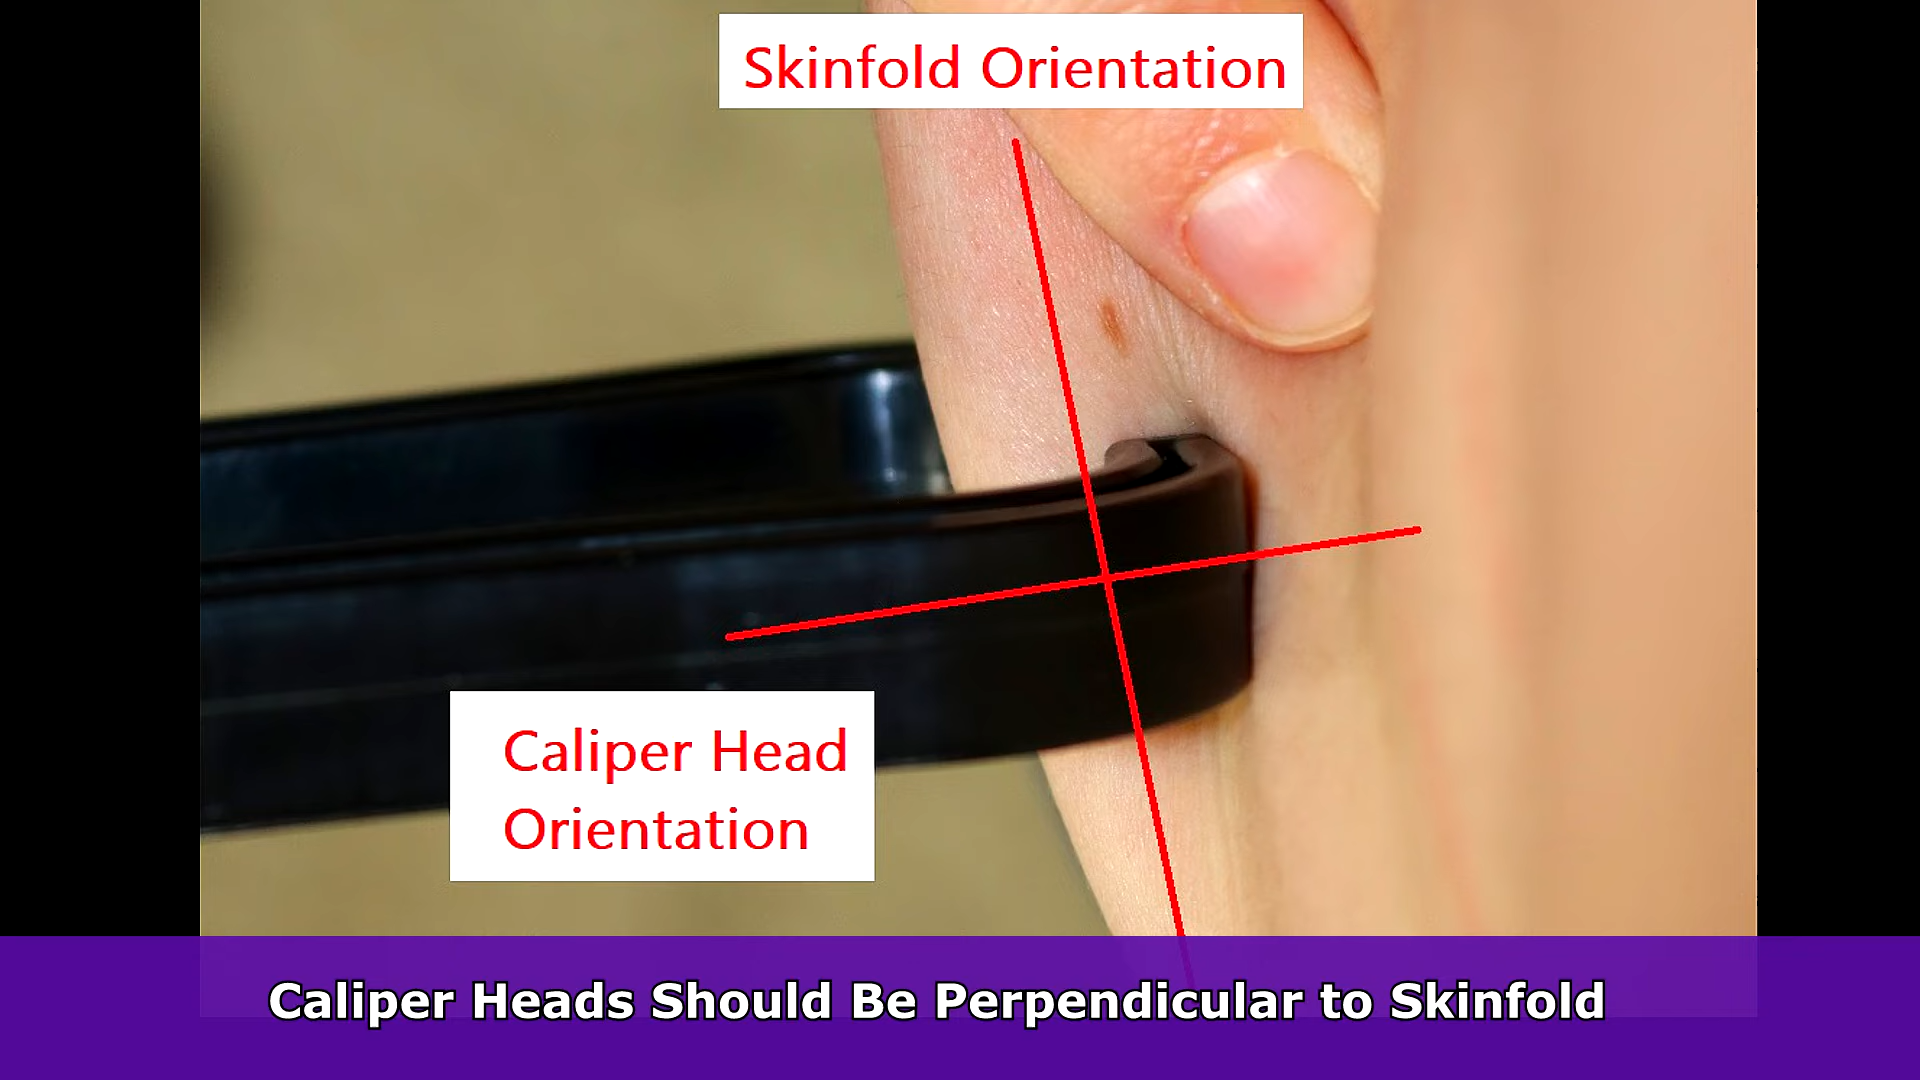 Skinfold Orientation
Caliper Head
Orientation
Caliper Heads Should Be Perpendicular to Skinfold